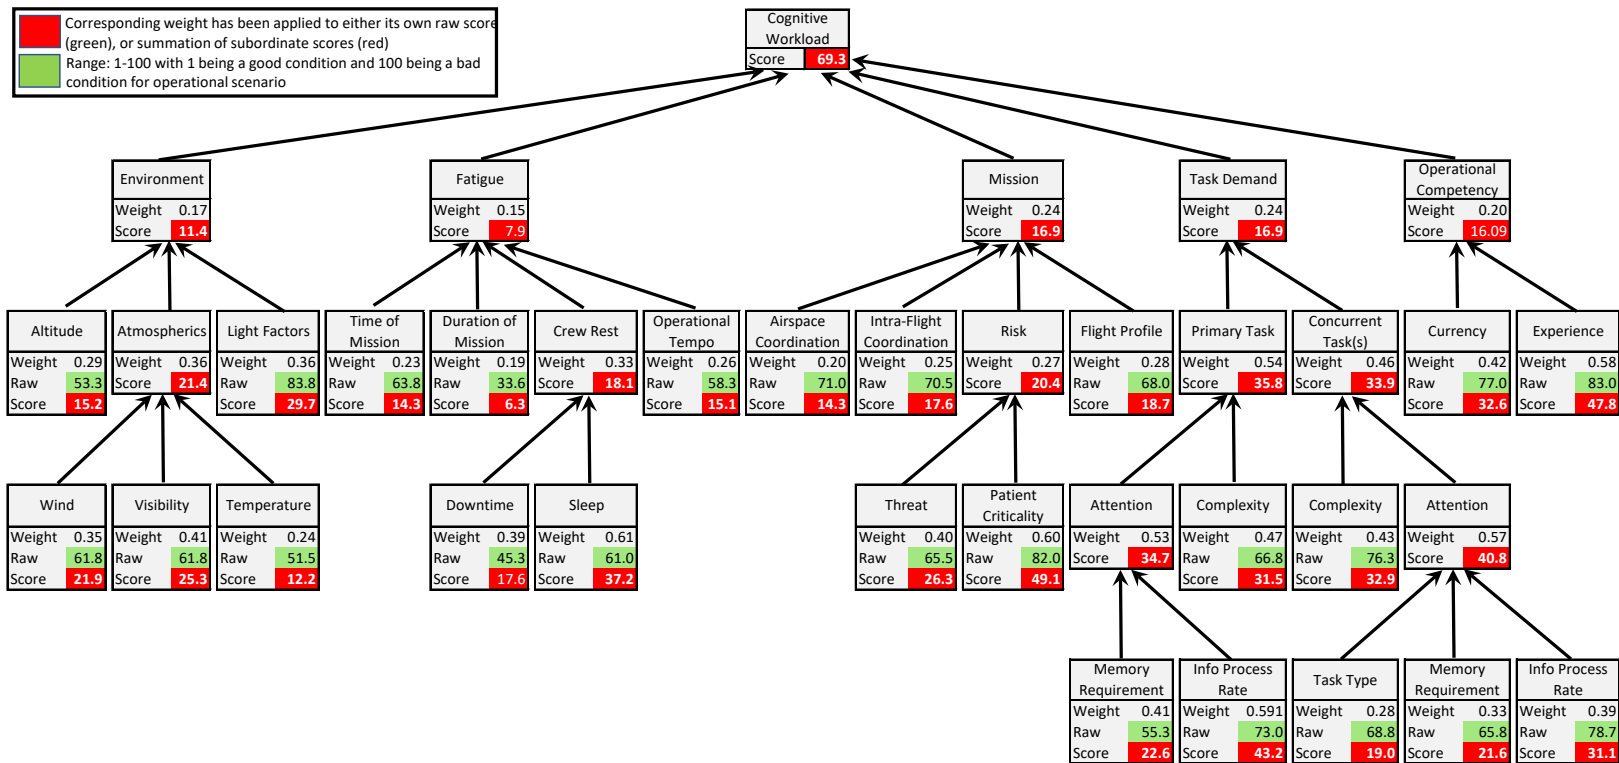 Corresponding weight has been applied to either its own raw score
(green), or summation of subordinate scores (red)
Range: 1-100 with 1 being a good condition and 100 being a bad
condition for operational scenario
Cognitive
Workload
Score 69.3
Environment
Weight 0.17
Score 11.4
Fatigue
Weight 0.15
Score 7.9
Mission
Weight 0.24
Score 16.9
Task Demand
Weight 0.24
Score 16.9
Operational
Competency
Weight 0.20
Score 16.09
Altitude
Weight 0.29
Raw 53.3
Score 15.2
Atmospherics
Weight 0.36
Score 21.4
Light Factors
Weight 0.36
Raw 83.8
Score 29.7
Time of
Mission
Weight 0.23
Raw 63.8
Score 14.3
Duration of
Mission
Weight 0.19
Raw 33.6
Score 6.3
Crew Rest
Weight 0.33
Score 18.1
Operational
Tempo
Weight 0.26
Raw 58.3
Score 15.1
Airspace
Coordination
Weight 0.20
Raw 71.0
Score 14.3
Intra-Flight
Coordination
Weight 0.25
Raw 70.5
Score 17.6
Risk
Weight 0.27
Score 20.4
Flight Profile
Weight 0.28
Raw 68.0
Score 18.7
Primary Task
Weight 0.54
Score 35.8
Concurrent
Task(s)
Weight 0.46
Score 33.9
Currency
Weight 0.42
Raw 77.0
Score 32.6
Experience
Weight 0.58
Raw 83.0
Score 47.8
Wind
Weight 0.35
Raw 61.8
Score 21.9
Visibility
Weight 0.41
Raw 61.8
Score 25.3
Temperature
Weight 0.24
Raw 51.5
Score 12.2
Downtime
Weight 0.39
Raw 45.3
Score 17.6
Sleep
Weight 0.61
Raw 61.0
Score 37.2
Threat
Weight 0.40
Raw 65.5
Score 26.3
Patient
Criticality
Weight 0.60
Raw 82.0
Score 49.1
Attention
Weight 0.53
Score 34.7
Complexity
Weight 0.47
Raw 66.8
Score 31.5
Complexity
Weight 0.43
Raw 76.3
Score 32.9
Attention
Weight 0.57
Score 40.8
Memory
Requirement
Weight 0.41
Raw 55.3
Score 22.6
Info Process
Rate
Weight 0.591
Raw 73.0
Score 43.2
Task Type
Weight 0.28
Raw 68.8
Score 19.0
Memory
Requirement
Weight 0.33
Raw 65.8
Score 21.6
Info Process
Rate
Weight 0.39
Raw 78.7
Score 31.1